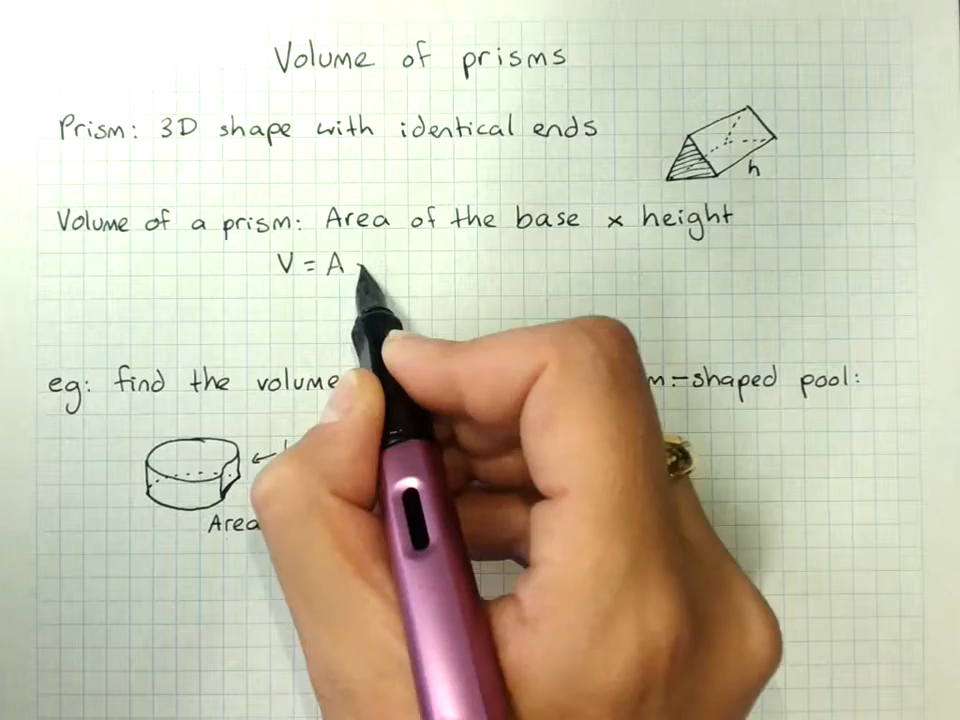 Volume of prisms
Prism: 3D shape with identical ends
h
Volume of a prism: Area of the base x height
V = A
eg: find the volume -shaped pool:
Area